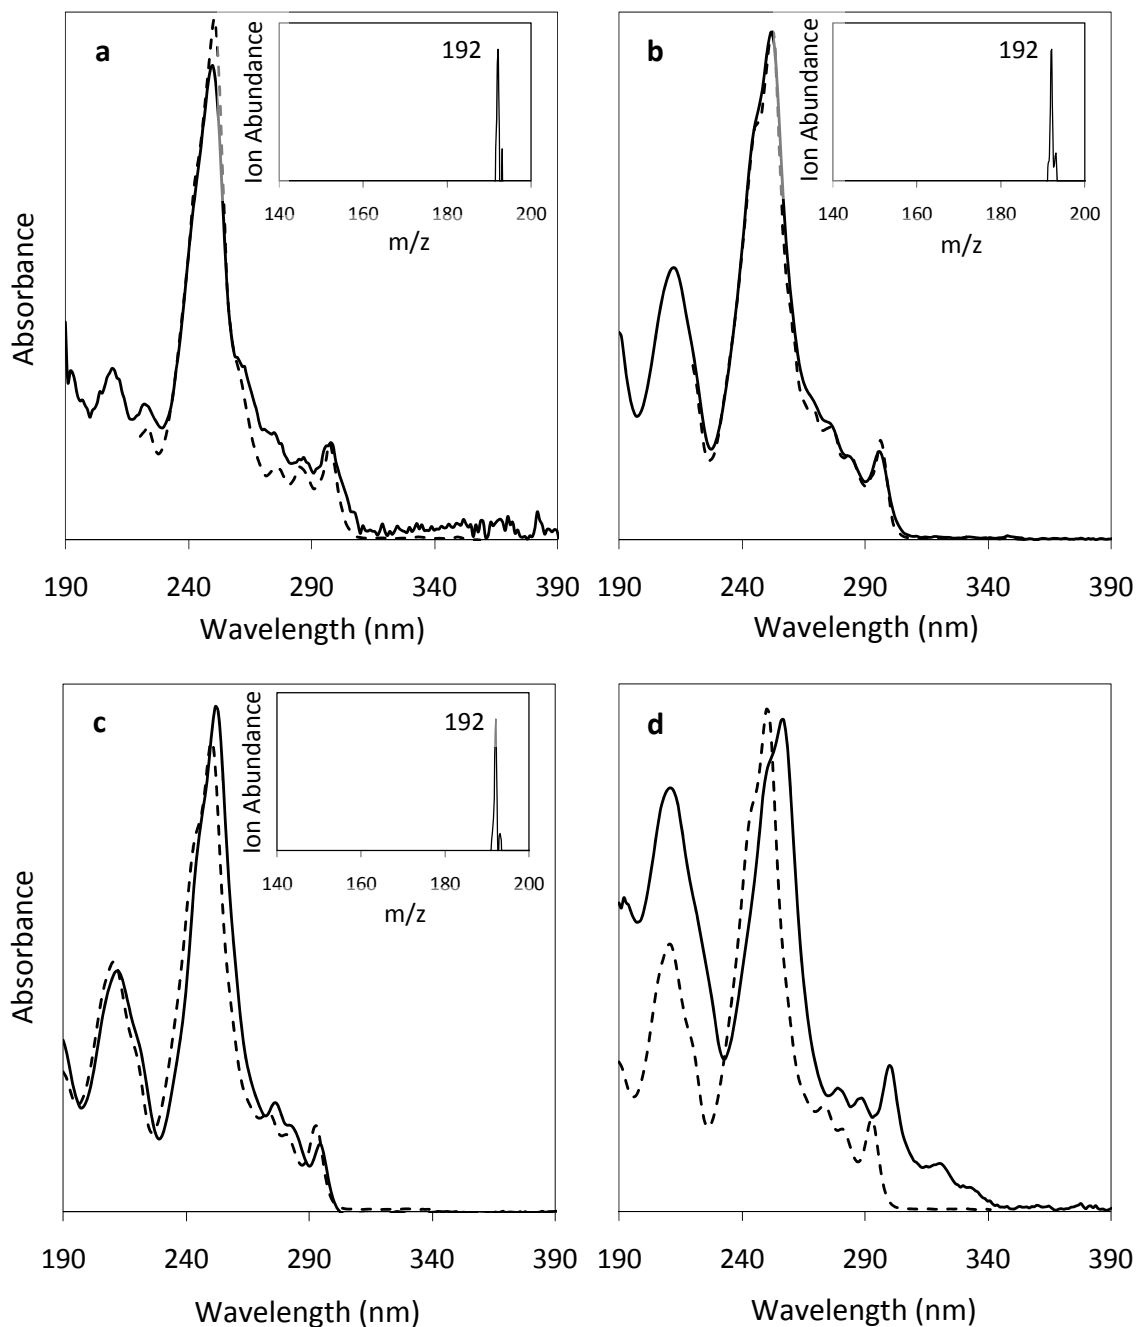 a
192
Ion Abundance
140 160 180 200
m/z
Absorbance
190 240 290 340 390
Wavelength (nm)
b
192
Ion Abundance
140 160 180 200
m/z
190 240 290 340 390
Wavelength (nm)
c
192
Ion Abundance
140 160 180 200
m/z
Absorbance
190 240 290 340 390
Wavelength (nm)
d
190 240 290 340 390
Wavelength (nm)